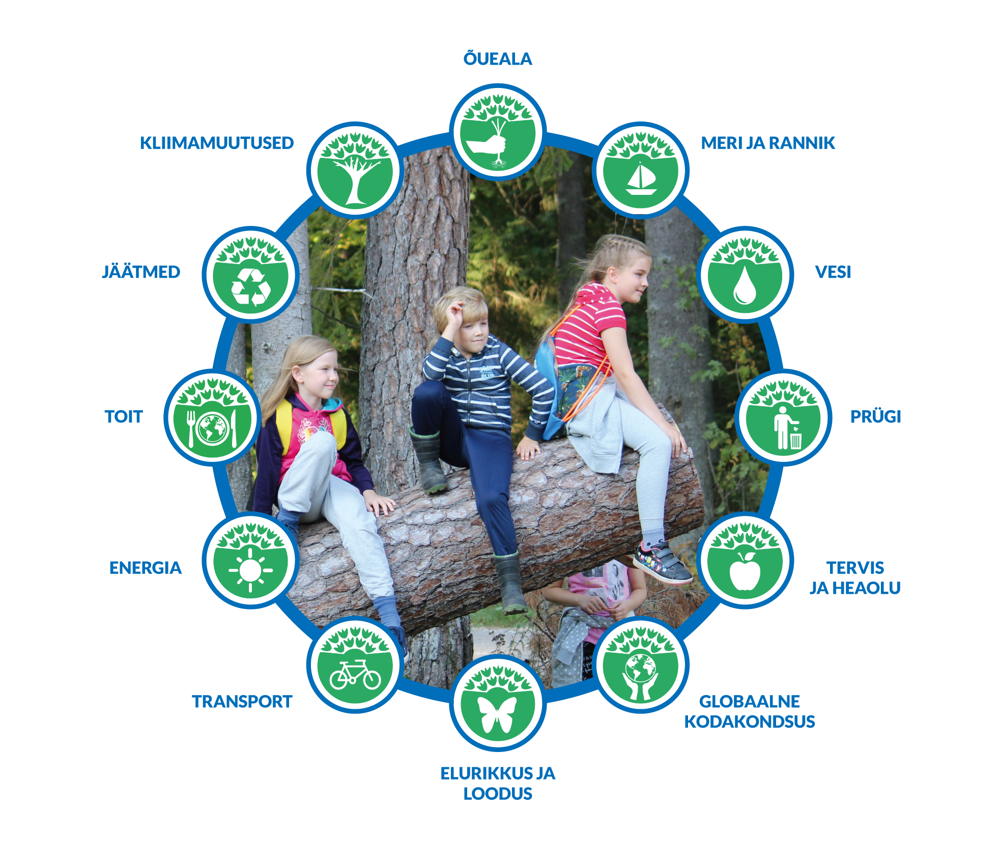 ÕUEALA
MERI JA RANNIK
VESI
PRÜGI
TERVIS
JA HEAOLU
GLOBAALNE
KODAKONDSUS
ELURIKKUS JA
LOODUS
TRANSPORT
ENERGIA
TOIT
JÄÄTMED
KLIIMAMUUTUSED